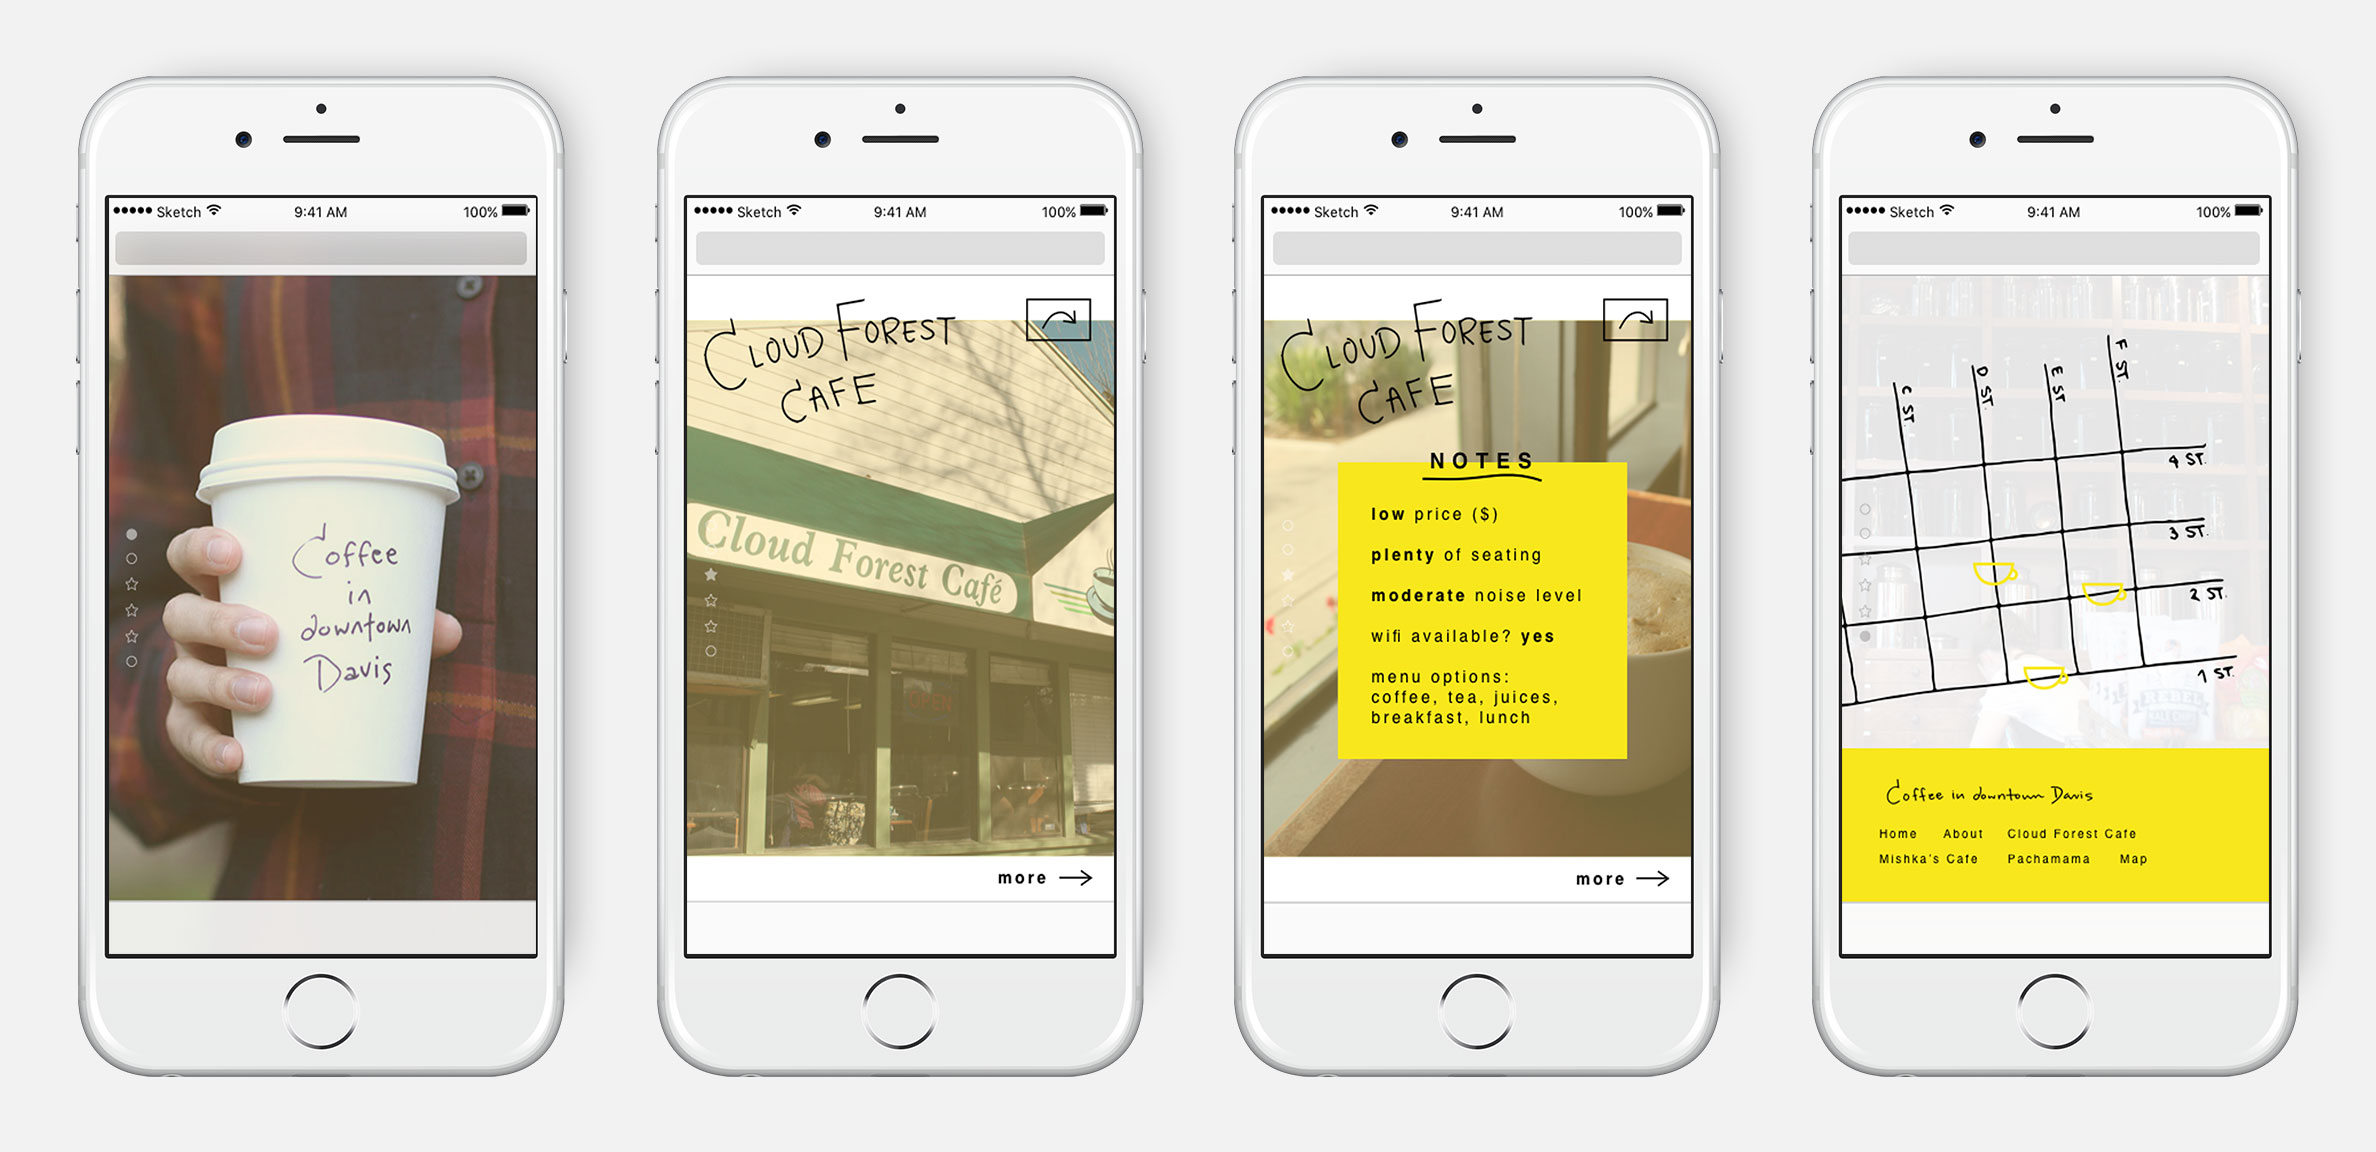 Sketch 9:41 AM 100%
Coffee
in
downtown
Davis
Sketch 9:41 AM 100%
CLOUD FOREST
CAFE
Cloud Forest Café
OPEN
more
Sketch 9:41 AM 100%
CLOUD FOREST
CAFE
NOTES
low price ($)
plenty of seating
moderate noise level
wifi available? yes
menu options:
coffee, tea, juices,
breakfast, lunch
more
Sketch 9:41 AM 100%
C ST.
D ST.
E ST
F ST.
4 ST.
3 ST.
2 ST.
1 ST.
REBEL
Coffee in downtown Davis
Home About Cloud Forest Cafe
Mishka's Cafe Pachamama Map